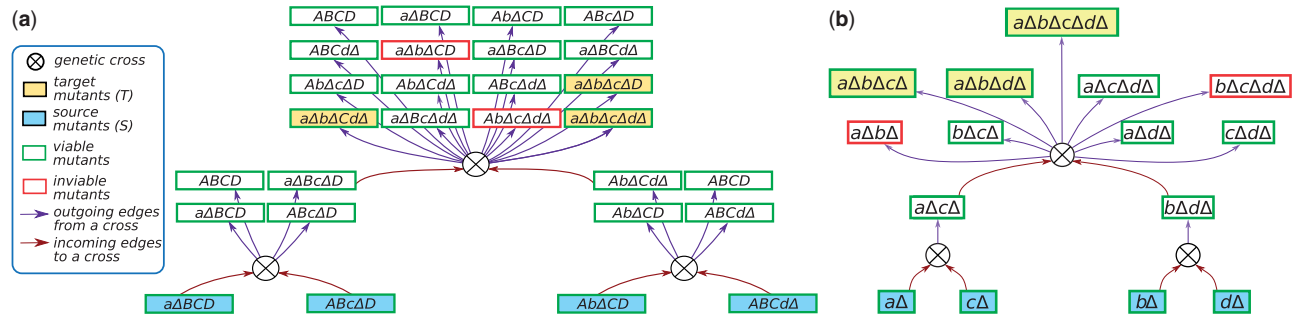 (a)
genetic cross
target
mutants (T)
source
mutants (S)
viable
mutants
inviable
mutants
outgoing edges
from a cross
incoming edges
to a cross
ABCD aΔBCD AbΔCD ABcΔD
ABCdΔ aΔbΔCD aΔBcΔD aΔBCdΔ
AbΔcΔD AbΔCdΔ ABcΔdΔ aΔbΔcΔD
aΔbΔCdΔ aΔBcΔdΔ AbΔcΔdΔ aΔbΔcΔdΔ
ABCD aΔBcΔD AbΔCdΔ ABCD
aΔBCD ABcΔD AbΔCD ABCdΔ
aΔBCD ABcΔD AbΔCD ABCdΔ
(b)
aΔbΔcΔdΔ
aΔbΔcΔ aΔbΔdΔ aΔcΔdΔ bΔcΔdΔ
aΔbΔ bΔcΔ aΔdΔ cΔdΔ
aΔcΔ bΔdΔ
aΔ cΔ bΔ dΔ